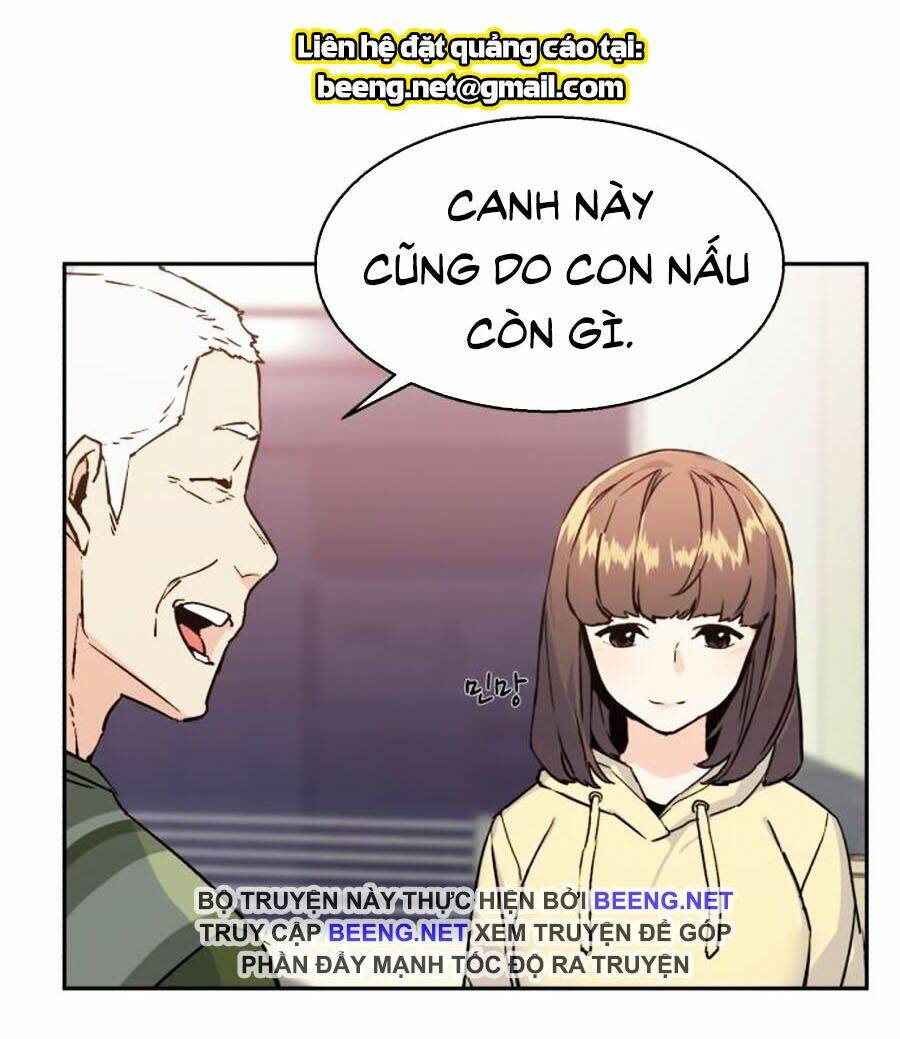 Liên hệ đặt quảng cáo tại:
beeng.net@gmail.com
CANH NÀY
CŨNG DO CON NẤU
CÒN GÌ.
민망
BỘ TRUYỆN NÀY THỰC HIỆN BỞI BEENG.NET
TRUY CẬP BEENG.NET XEM TRUYỆN ĐỂ GÓP
PHẦN ĐẨY MẠNH TỐC ĐỘ RA TRUYỆN